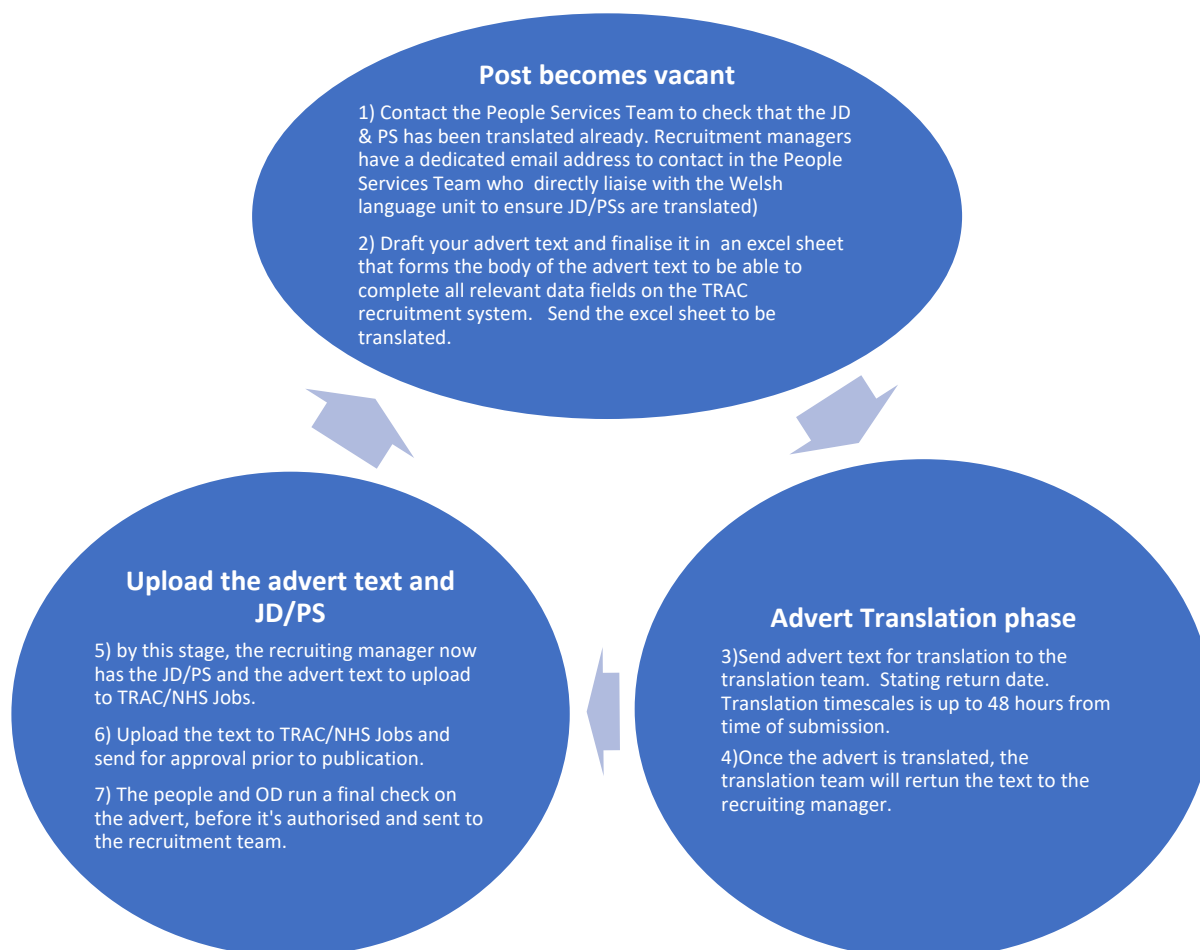 Post becomes vacant
1) Contact the People Services Team to check that the JD
& PS has been translated already. Recruitment managers
have a dedicated email address to contact in the People
Services Team who  directly liaise with the Welsh
language unit to ensure JD/PSs are translated)
2) Draft your advert text and finalise it in  an excel sheet
that forms the body of the advert text to be able to
complete all relevant data fields on the TRAC
recruitment system.   Send the excel sheet to be
translated.
Advert Translation phase
3)Send advert text for translation to the
translation team.  Stating return date.
Translation timescales is up to 48 hours from
time of submission.
4)Once the advert is translated, the
translation team will rertun the text to the
recruiting manager.
Upload the advert text and
JD/PS
5) by this stage, the recruiting manager now
has the JD/PS and the advert text to upload
to TRAC/NHS Jobs.
6) Upload the text to TRAC/NHS Jobs and
send for approval prior to publication.
7) The people and OD run a final check on
the advert, before it's authorised and sent to
the recruitment team.